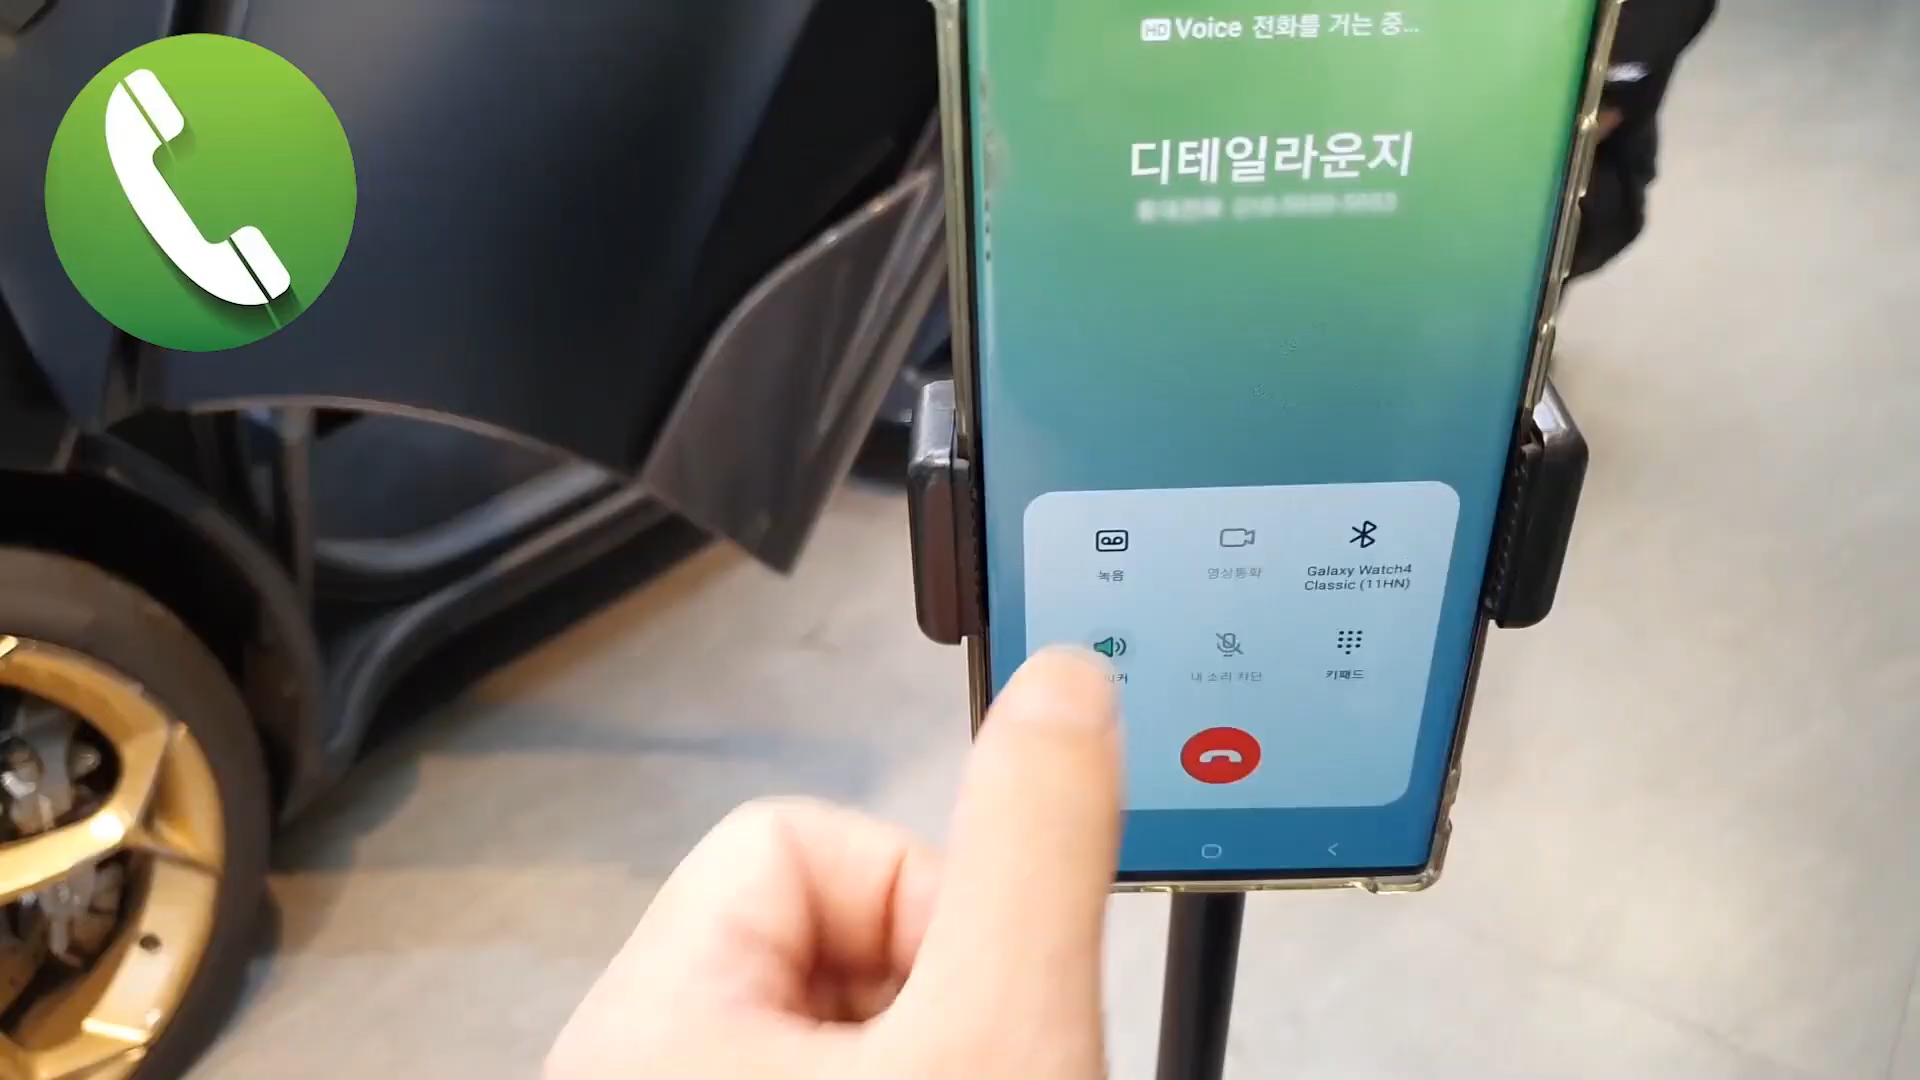 HD Voice 전화를 거는 중...
디테일라운지
녹음
영상통화
Galaxy Watch4
Classic (11HN)
내 소리 차단
키패드